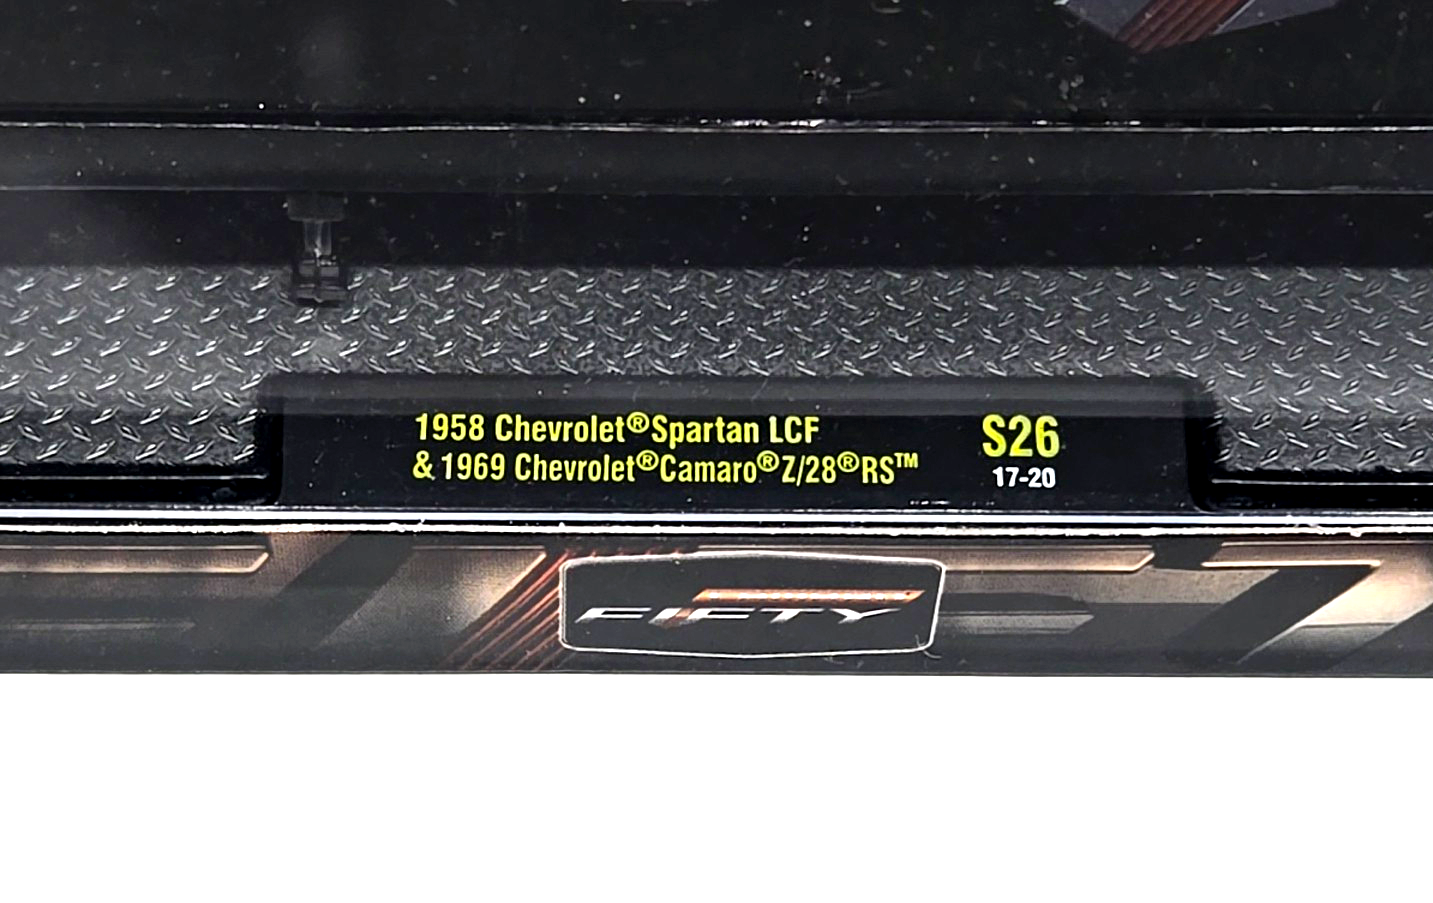 1958 Chevrolet®Spartan LCF
& 1969 Chevrolet®Camaro®Z/28®RS™
S26
17-20
FIFTY